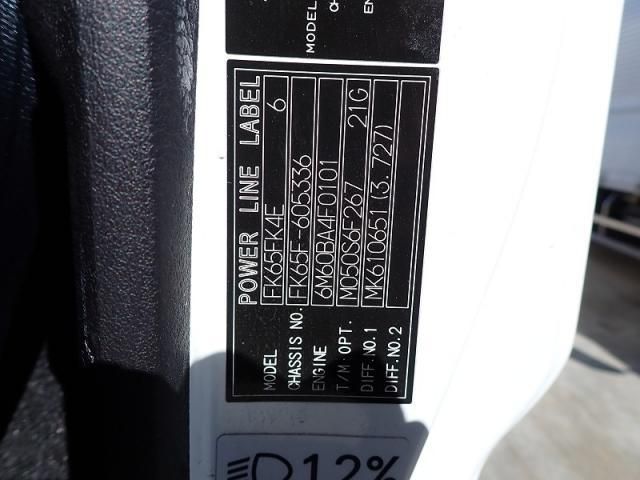 MODEL
POWER LINE LABEL
MODEL FK65FK4E 6
CHASSIS NO. FK65F-605336
ENGINE 6M60BA4F0101
T/M OPT. M050S6F267 21G
DIFF.NO.1 MK610651(3.727)
DIFF.NO.2
12%